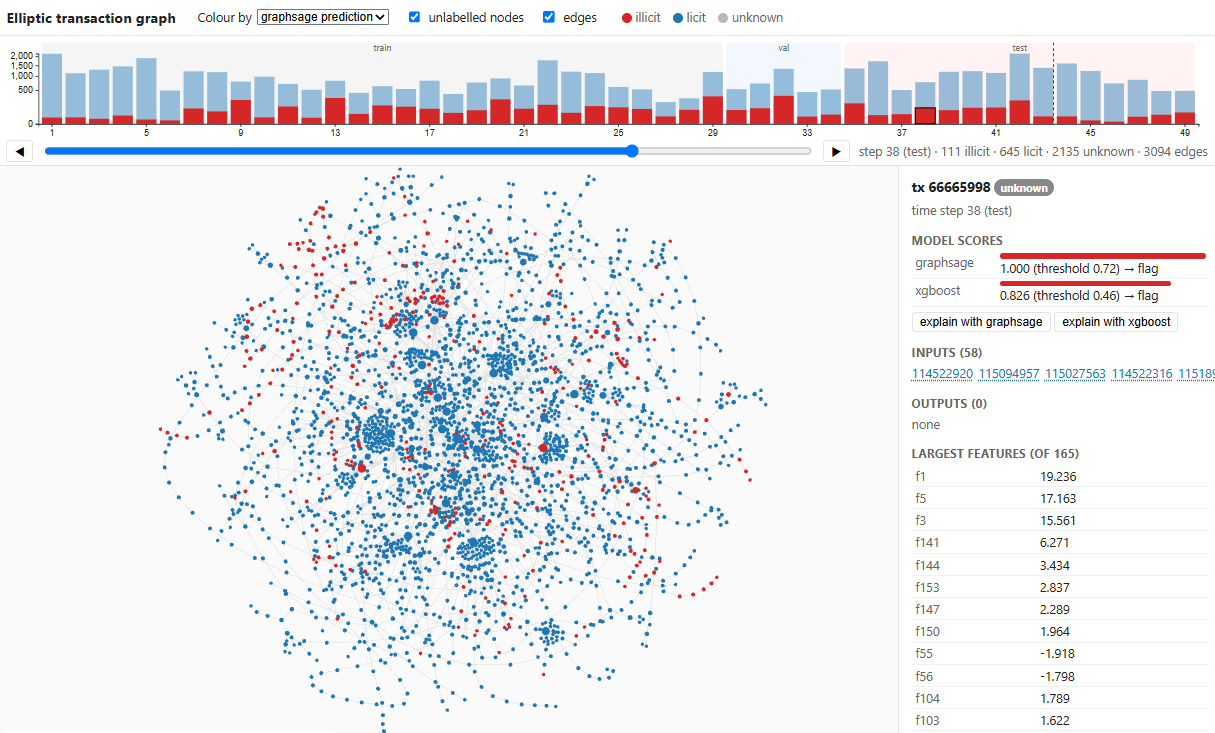 Elliptic transaction graph Colour by graphsage prediction unlabelled nodes edges illicit licit unknown
train val test
2,000
1,500
1,000
500
0
1 5 9 13 17 21 25 29 33 37 41 45 49
◀ ▶ step 38 (test) · 111 illicit · 645 licit · 2135 unknown · 3094 edges
tx 66665998 unknown
time step 38 (test)
MODEL SCORES
graphsage
1.000 (threshold 0.72) → flag
xgboost
0.826 (threshold 0.46) → flag
explain with graphsage explain with xgboost
INPUTS (58)
114522920 115094957 115027563 114522316 115189
OUTPUTS (0)
none
LARGEST FEATURES (OF 165)
f1 19.236
f5 17.163
f3 15.561
f141 6.271
f144 3.434
f153 2.837
f147 2.289
f150 1.964
f55 -1.918
f56 -1.798
f104 1.789
f103 1.622